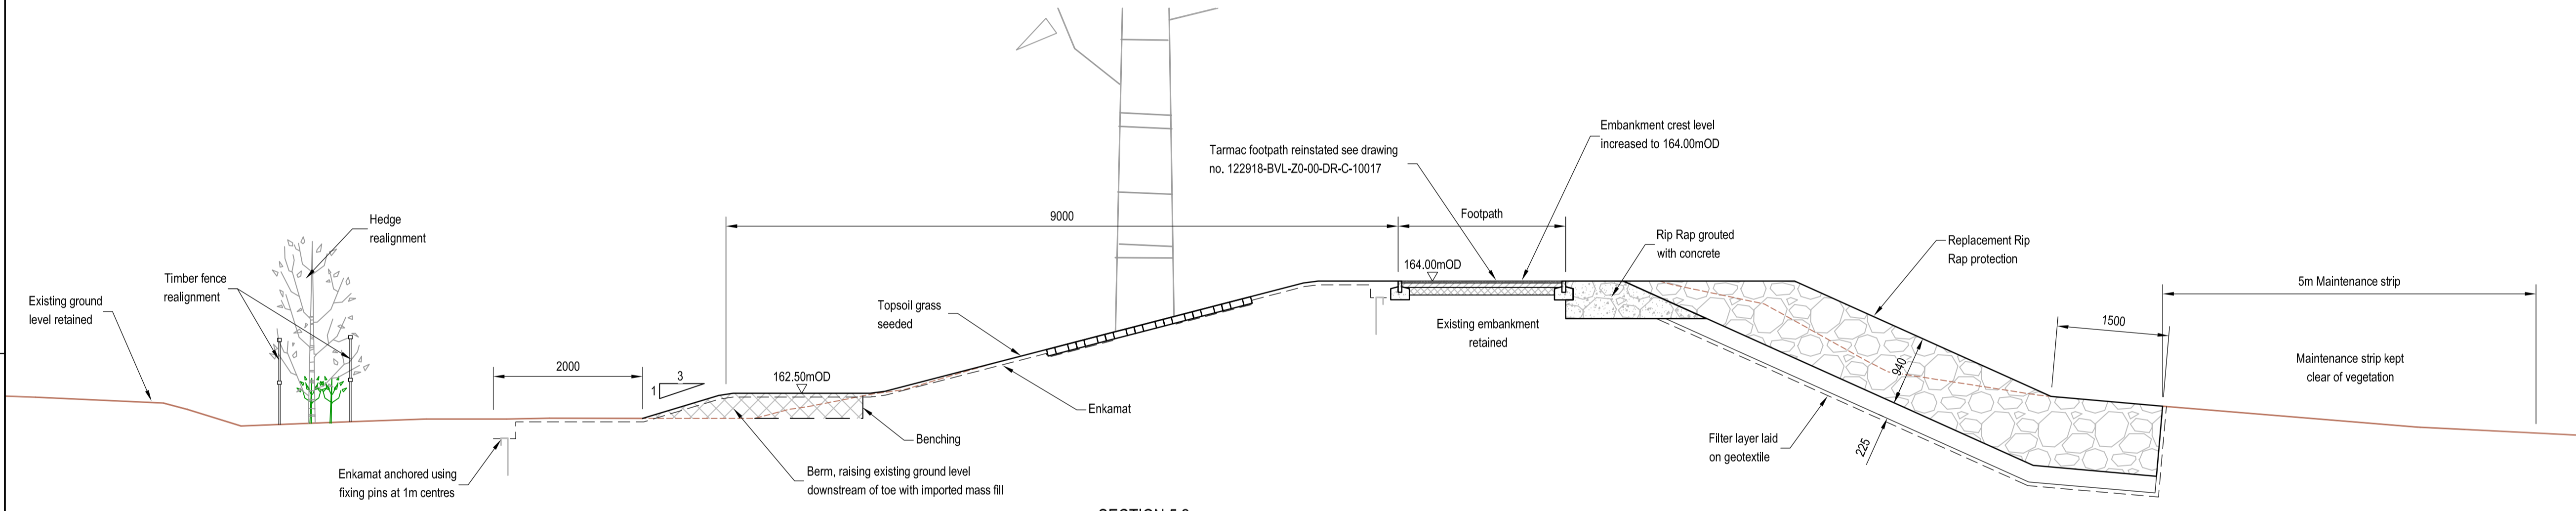 Embankment crest level
increased to 164.00mOD
Tarmac footpath reinstated see drawing
no. 122918-BVL-Z0-00-DR-C-10017
Hedge
realignment
9000
Footpath
Rip Rap grouted
with concrete
Replacement Rip
Rap protection
Timber fence
realignment
164.00mOD
5m Maintenance strip
Existing ground
level retained
Topsoil grass
seeded
Existing embankment
retained
1500
2000
3
1
162.50mOD
940
Maintenance strip kept
clear of vegetation
Enkamat
Benching
Filter layer laid
on geotextile
225
Enkamat anchored using
fixing pins at 1m centres
Berm, raising existing ground level
downstream of toe with imported mass fill